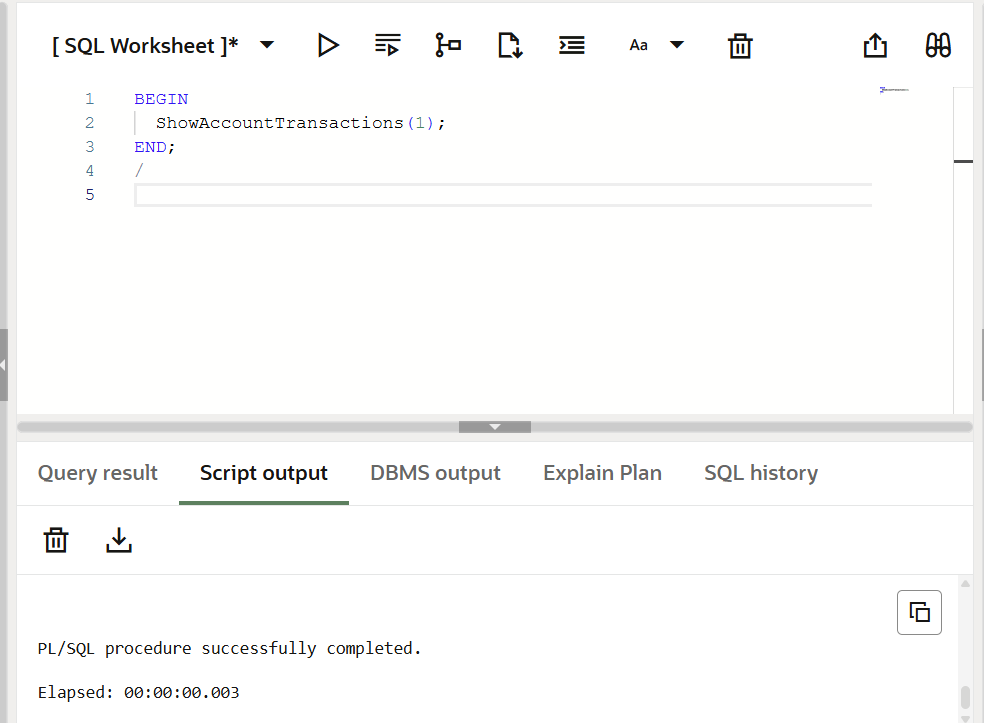 [ SQL Worksheet ]* Aa
1 BEGIN
2 ShowAccountTransactions(1);
3 END;
4 /
5
Query result Script output DBMS output Explain Plan SQL history
PL/SQL procedure successfully completed.
Elapsed: 00:00:00.003